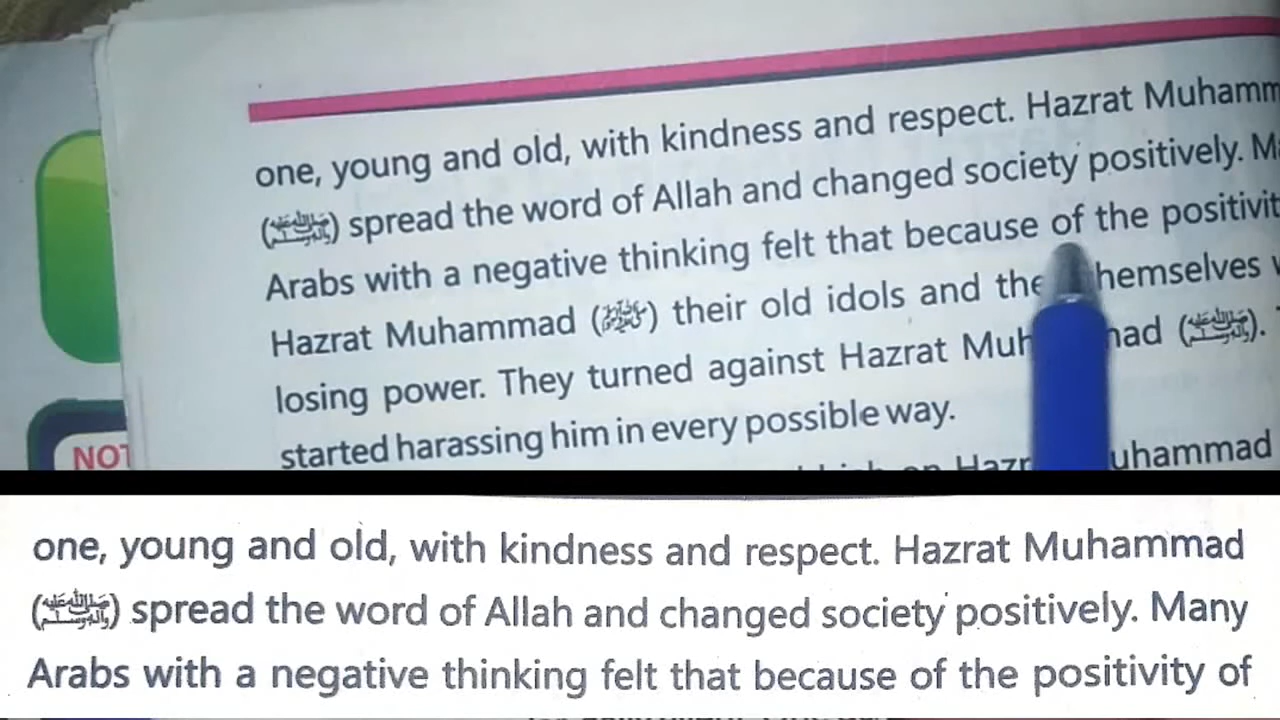 one, young and old, with kindness and respect. Hazrat Muhamm
(ﷺ) spread the word of Allah and changed society positively. M
Arabs with a negative thinking felt that because of the positivit
Hazrat Muhammad (ﷺ) their old idols and the hemselves
losing power. They turned against Hazrat Muh ad (ﷺ).
started harassing him in every possible way.
Hazr uhammad
NOT
one, young and old, with kindness and respect. Hazrat Muhammad
(ﷺ) spread the word of Allah and changed society positively. Many
Arabs with a negative thinking felt that because of the positivity of